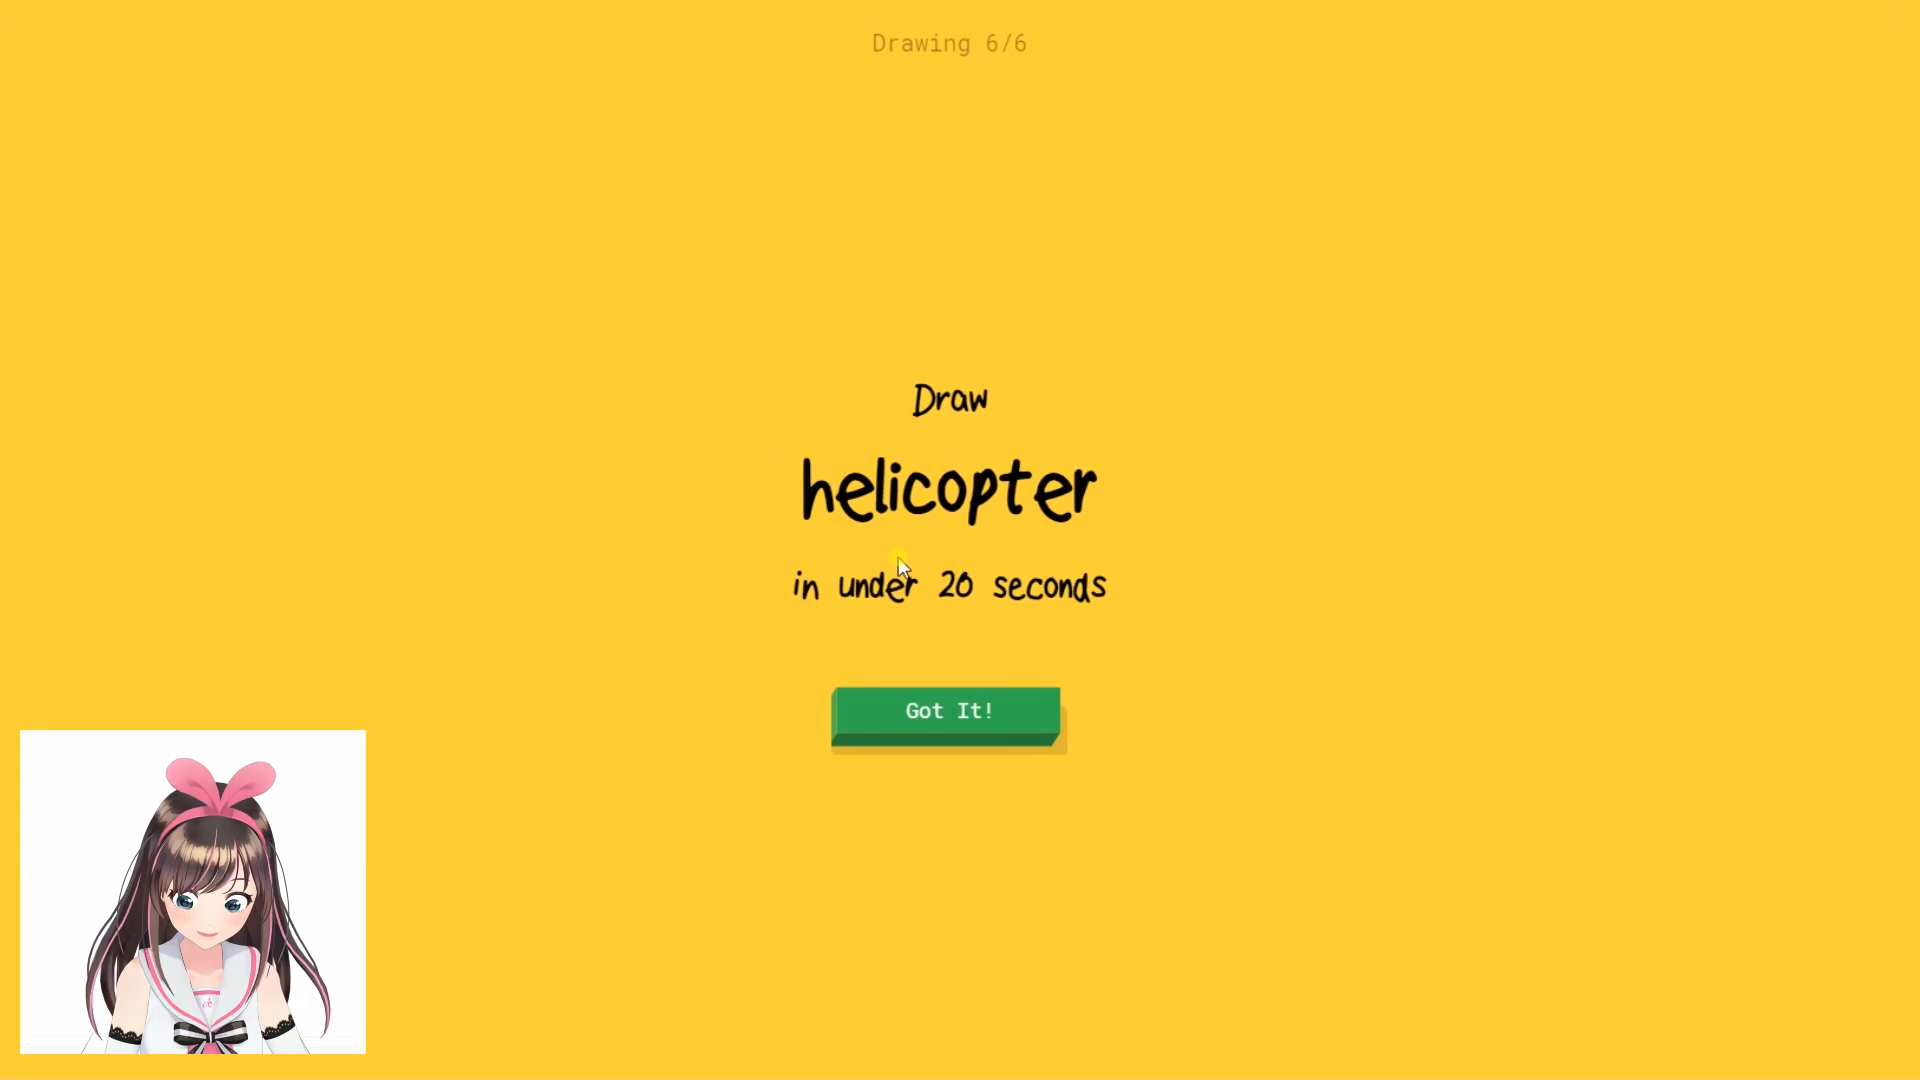 Drawing 6/6
Draw
helicopter
in under 20 seconds
Got It!